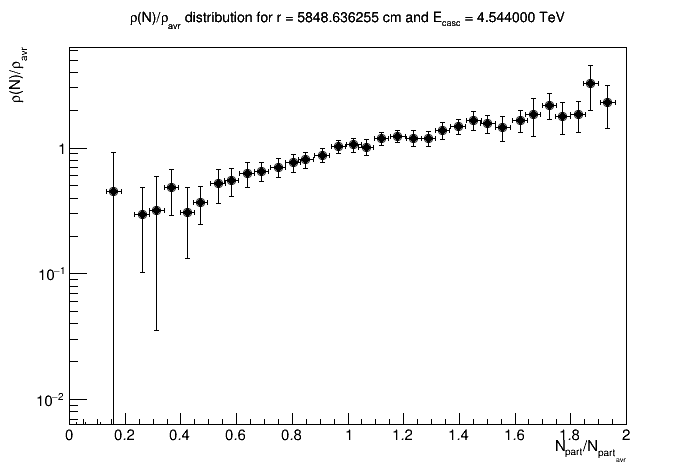 ρ(N)/ρavr distribution for r = 5848.636255 cm and Ecasc = 4.544000 TeV
ρ(N)/ρavr
1
10−1
10−2
0 0.2 0.4 0.6 0.8 1 1.2 1.4 1.6 1.8 2
Npart/Npartavr